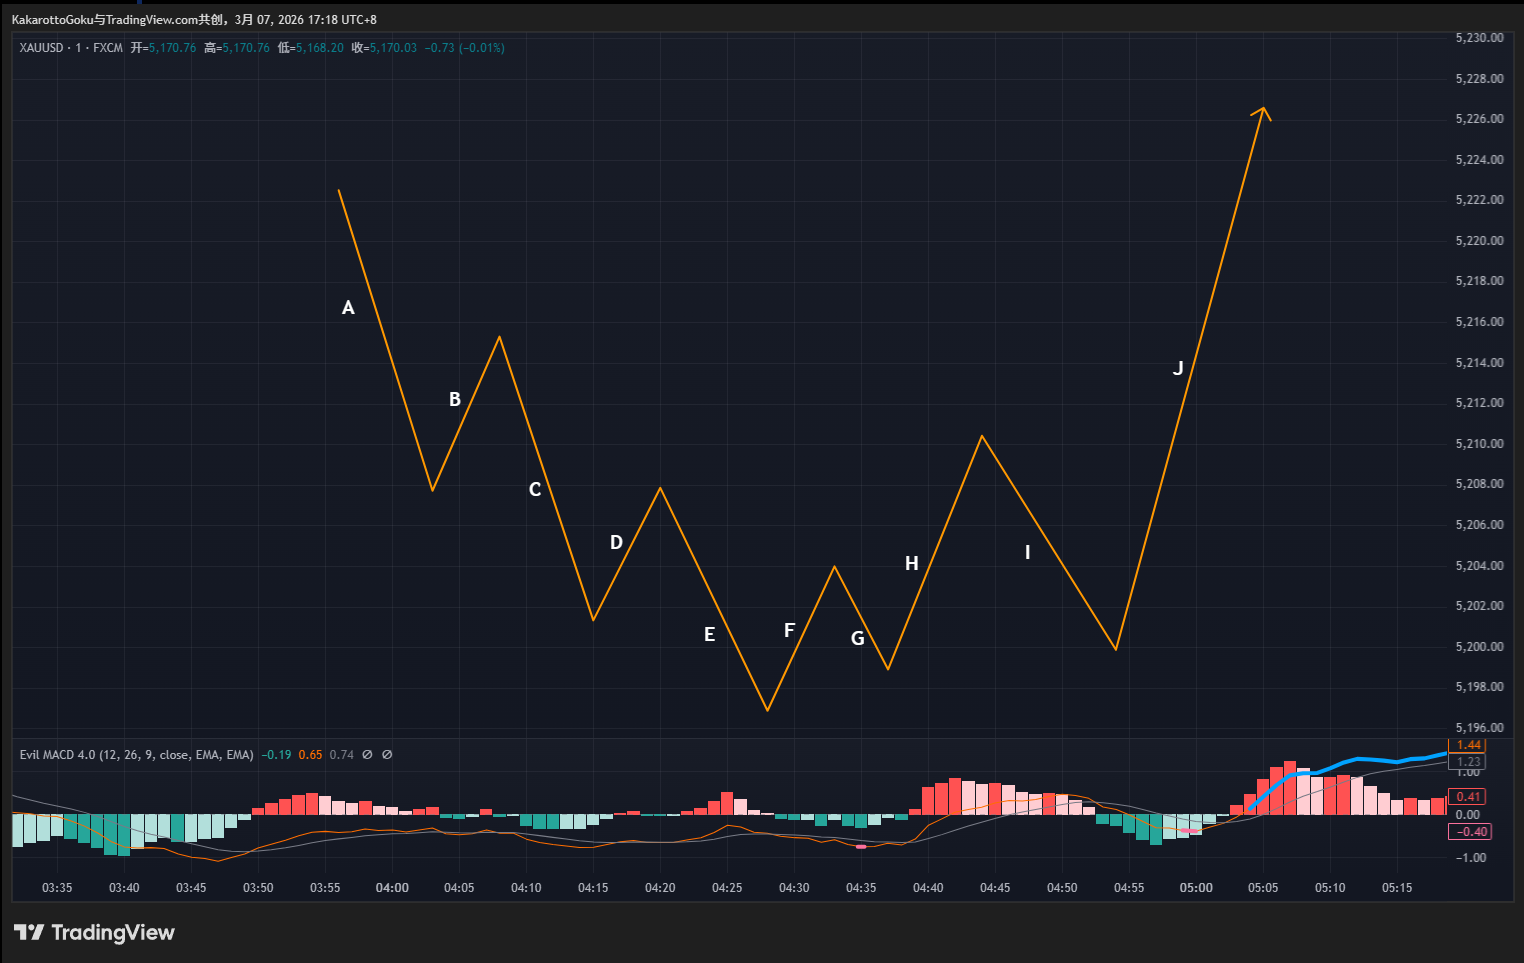 KakarottoGoku与TradingView.com共创，3月 07, 2026 17:18 UTC+8
XAUUSD · 1 · FXCM 开=5,170.76 高=5,170.76 低=5,168.20 收=5,170.03 −0.73 (−0.01%)
5,230.00
5,228.00
5,226.00
5,224.00
5,222.00
5,220.00
5,218.00
5,216.00
5,214.00
5,212.00
5,210.00
5,208.00
5,206.00
5,204.00
5,202.00
5,200.00
5,198.00
5,196.00
A
B
C
D
E
F
G
H
I
J
Evil MACD 4.0 (12, 26, 9, close, EMA, EMA) −0.19 0.65 0.74 ∅ ∅
1.44
1.23
1.00
0.41
0.00
−0.40
−1.00
03:35 03:40 03:45 03:50 03:55 04:00 04:05 04:10 04:15 04:20 04:25 04:30 04:35 04:40 04:45 04:50 04:55 05:00 05:05 05:10 05:15
TradingView